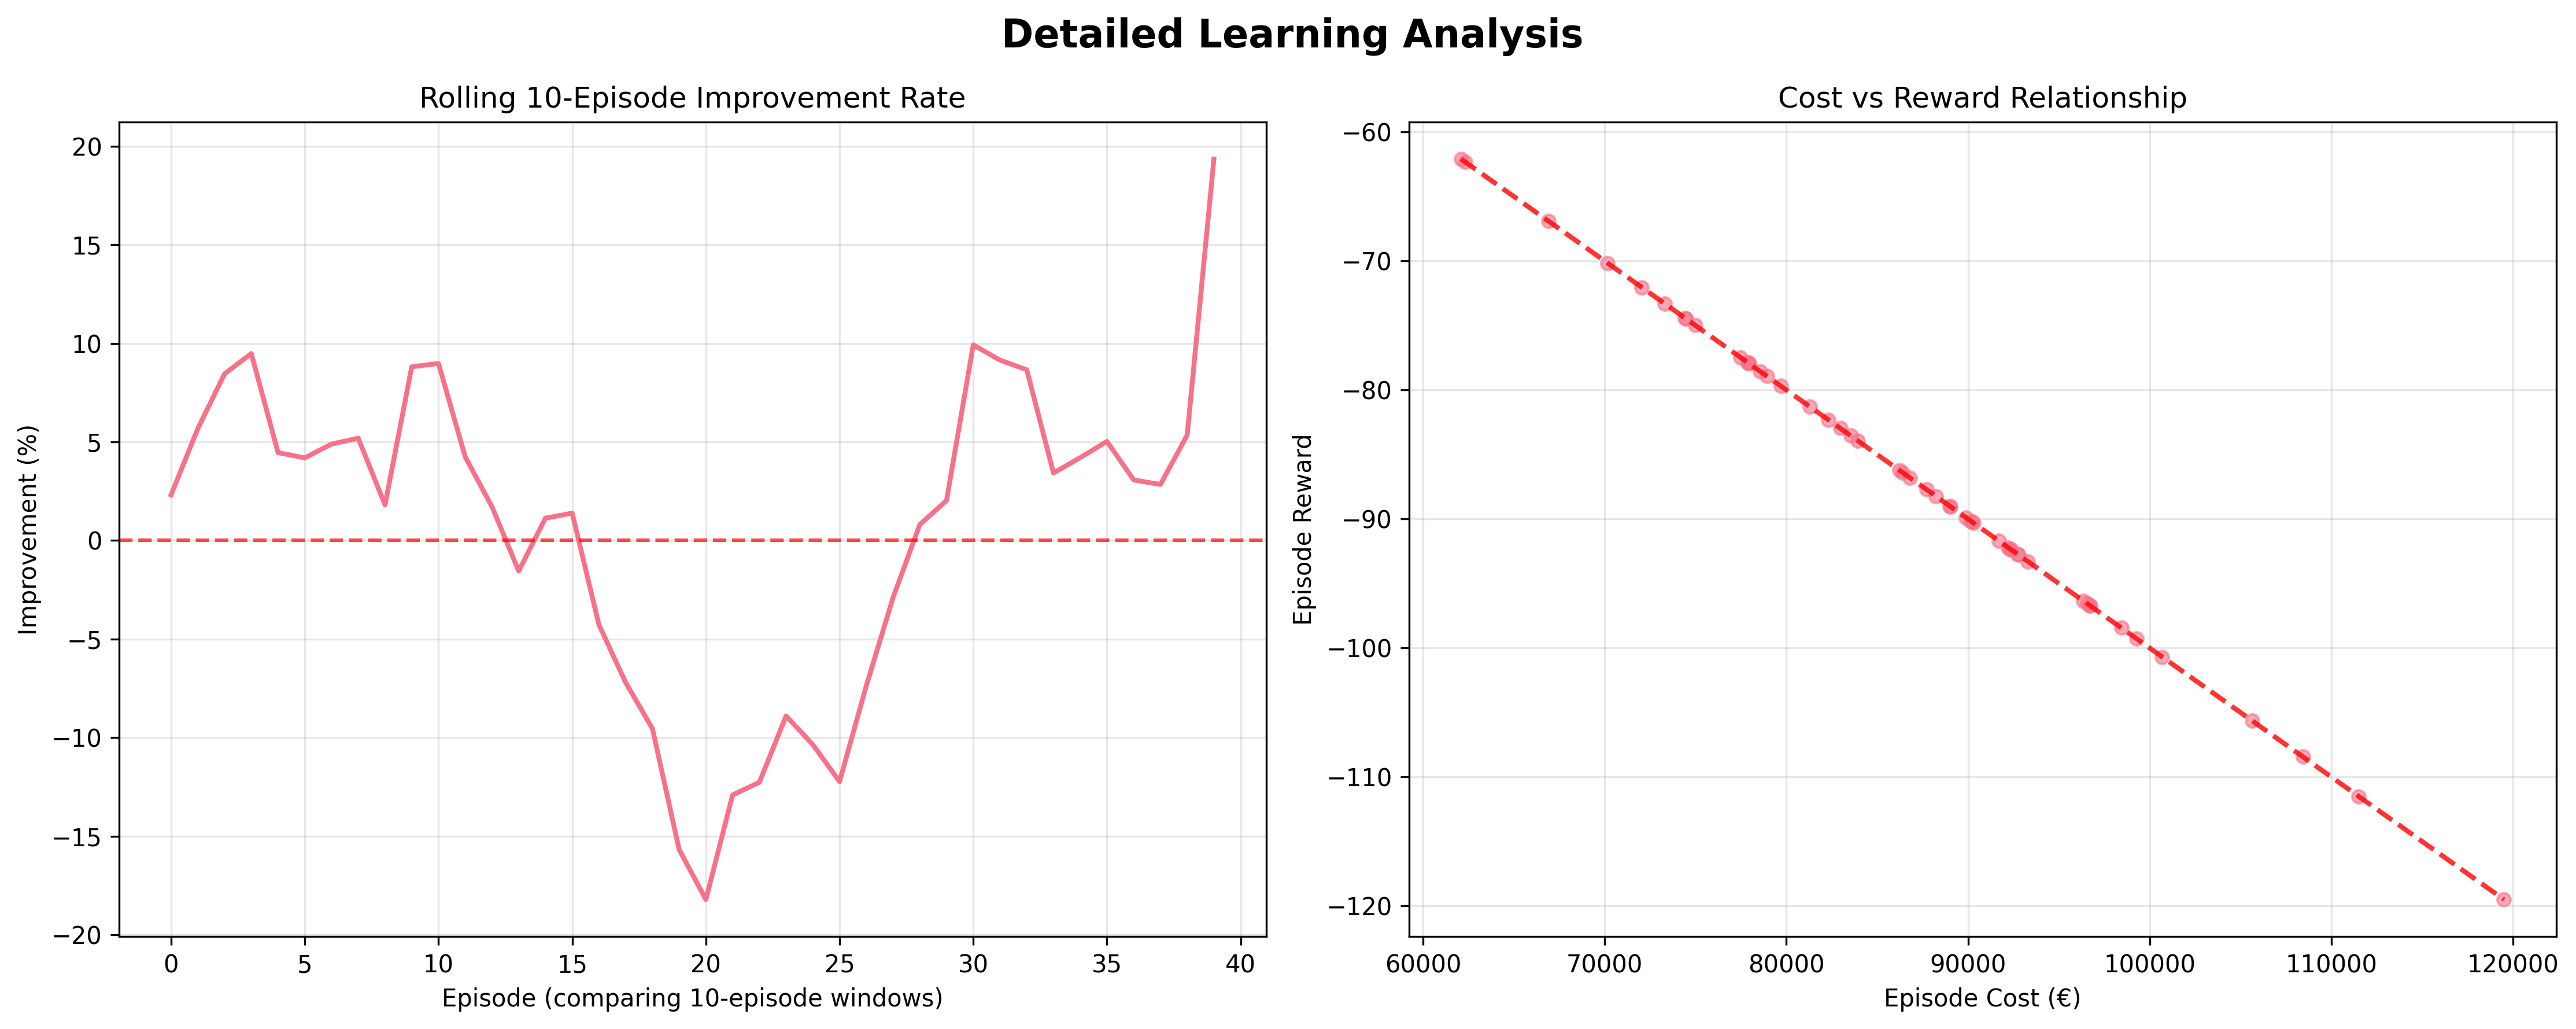 Detailed Learning Analysis
Rolling 10-Episode Improvement Rate
20
15
10
5
0
−5
−10
−15
−20
Improvement (%)
0 5 10 15 20 25 30 35 40
Episode (comparing 10-episode windows)
Cost vs Reward Relationship
−60
−70
−80
−90
−100
−110
−120
Episode Reward
60000 70000 80000 90000 100000 110000 120000
Episode Cost (€)